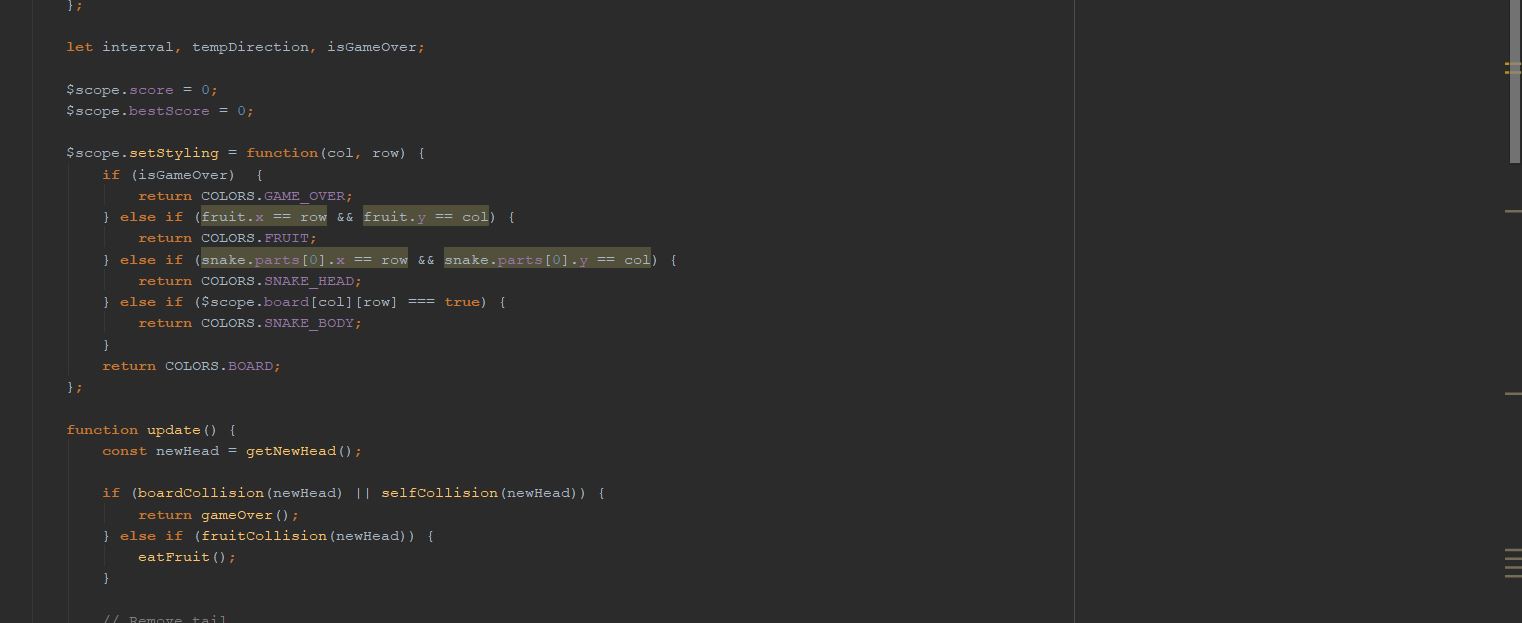 };
let interval, tempDirection, isGameOver;
$scope.score = 0;
$scope.bestScore = 0;
$scope.setStyling = function(col, row) {
if (isGameOver)  {
return COLORS.GAME_OVER;
} else if (fruit.x == row && fruit.y == col) {
return COLORS.FRUIT;
} else if (snake.parts[0].x == row && snake.parts[0].y == col) {
return COLORS.SNAKE_HEAD;
} else if ($scope.board[col][row] === true) {
return COLORS.SNAKE_BODY;
}
return COLORS.BOARD;
};
function update() {
const newHead = getNewHead();
if (boardCollision(newHead) || selfCollision(newHead)) {
return gameOver();
} else if (fruitCollision(newHead)) {
eatFruit();
}
// Remove tail